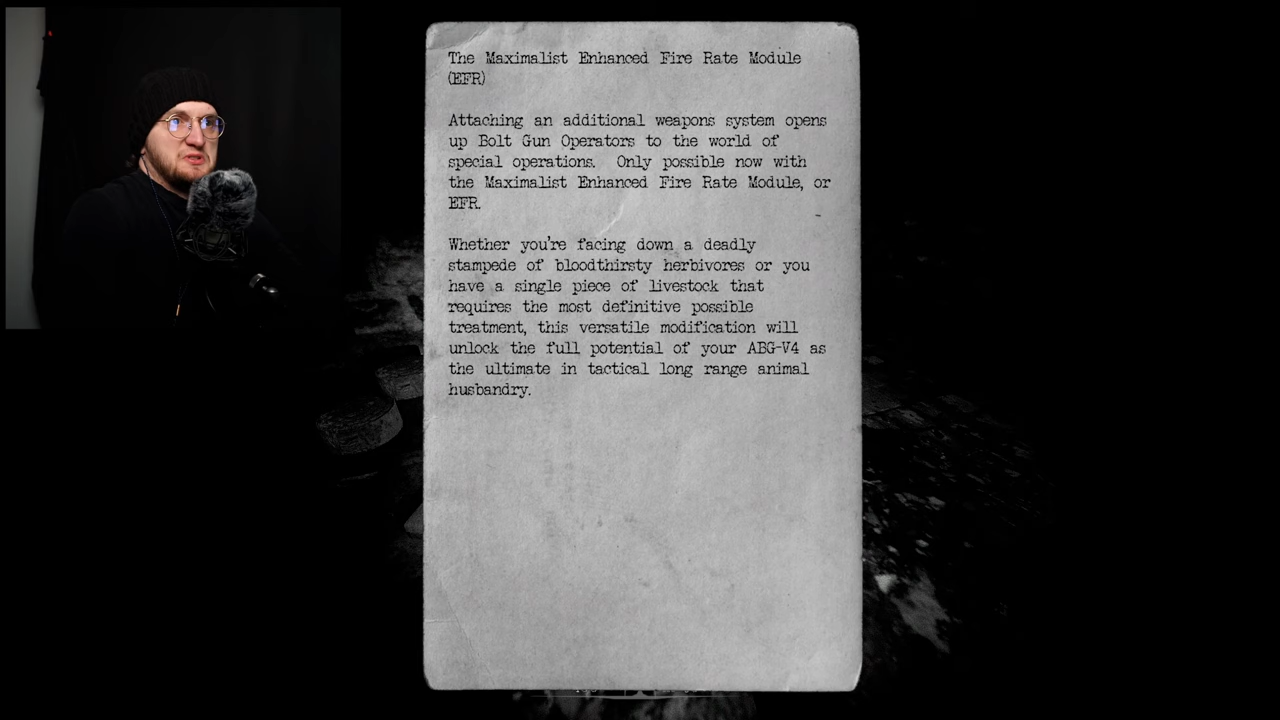 The Maximalist Enhanced Fire Rate Module
(EFR)
Attaching an additional weapons system opens
up Bolt Gun Operators to the world of
special operations. Only possible now with
the Maximalist Enhanced Fire Rate Module, or
EFR.
Whether you're facing down a deadly
stampede of bloodthirsty herbivores or you
have a single piece of livestock that
requires the most definitive possible
treatment, this versatile modification will
unlock the full potential of your ABG-V4 as
the ultimate in tactical long range animal
husbandry.